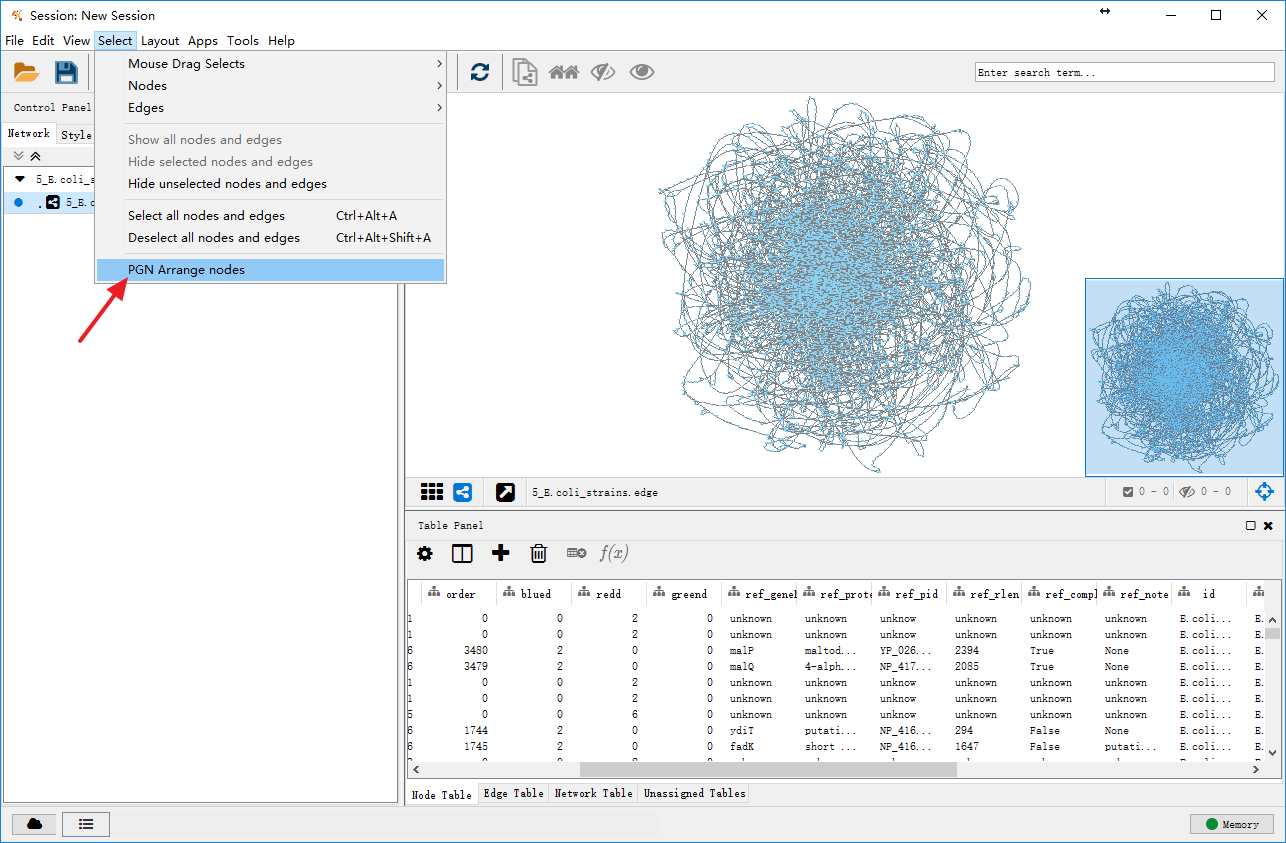 Session: New Session
File Edit View Select Layout Apps Tools Help
Mouse Drag Selects
Nodes
Edges
Show all nodes and edges
Hide selected nodes and edges
Hide unselected nodes and edges
Select all nodes and edges Ctrl+Alt+A
Deselect all nodes and edges Ctrl+Alt+Shift+A
PGN Arrange nodes
Enter search term...
Control Panel
Network Style
5_E.coli_s
5_E.c
5_E.coli_strains.edge
0 - 0 0 - 0
Table Panel
f(x)
order blued redd greend ref_genel ref_prote ref_pid ref_rlen ref_compl ref_note id
1 0 0 2 0 unknown unknown unknow unknown unknown unknown E.coli... E.
1 0 0 2 0 unknown unknown unknow unknown unknown unknown E.coli... E.
6 3480 2 0 0 malP maltod... YP_026... 2394 True None E.coli... E.
6 3479 2 0 0 malQ 4-alph... NP_417... 2085 True None E.coli... E.
1 0 0 2 0 unknown unknown unknow unknown unknown unknown E.coli... E.
1 0 0 2 0 unknown unknown unknow unknown unknown unknown E.coli... E.
5 0 0 6 0 unknown unknown unknow unknown unknown unknown E.coli... E.
6 1744 2 0 0 ydiT putati... NP_416... 294 False None E.coli... E.
6 1745 2 0 0 fadK short ... NP_416... 1647 False putati... E.coli... E.
Node Table Edge Table Network Table Unassigned Tables
Memory